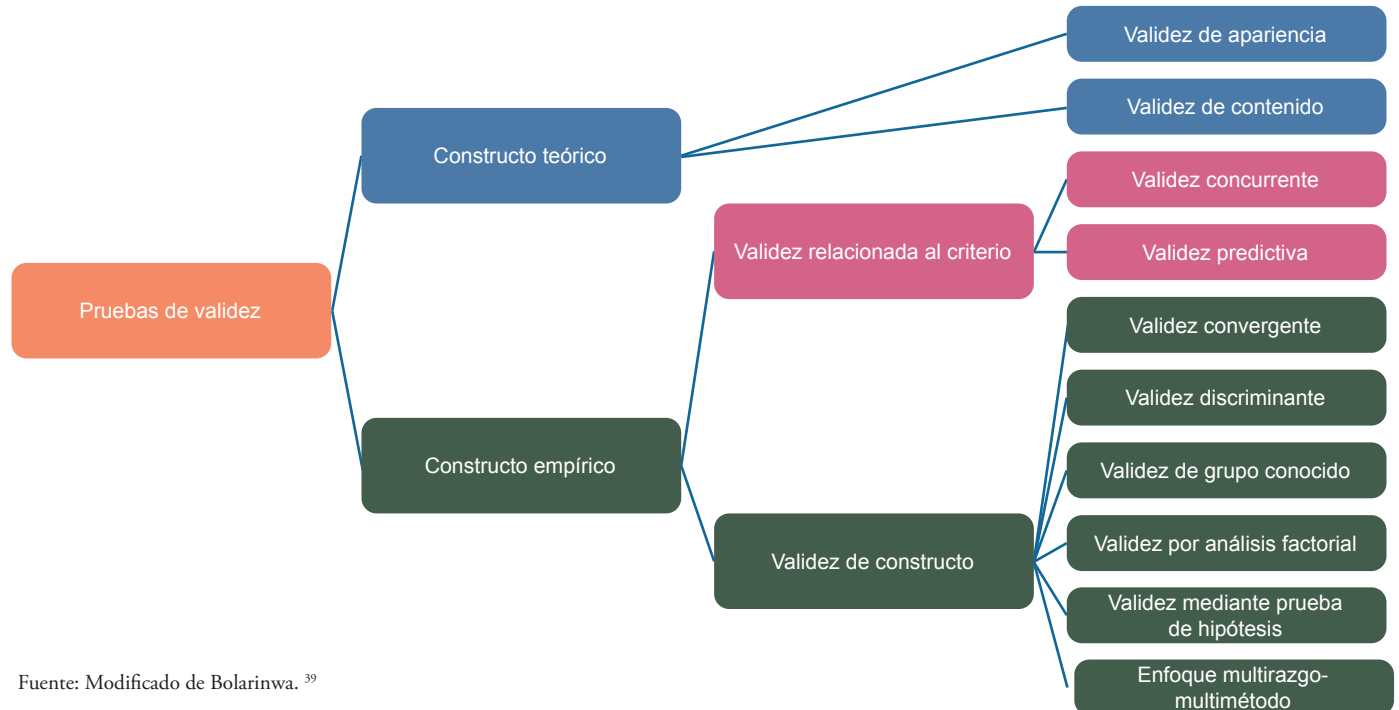 Pruebas de validez
Constructo teórico
Validez de apariencia
Validez de contenido
Constructo empírico
Validez relacionada al criterio
Validez concurrente
Validez predictiva
Validez de constructo
Validez convergente
Validez discriminante
Validez de grupo conocido
Validez por análisis factorial
Validez mediante prueba
de hipótesis
Enfoque multirazgo-
multimétodo
Fuente: Modificado de Bolarinwa. 39